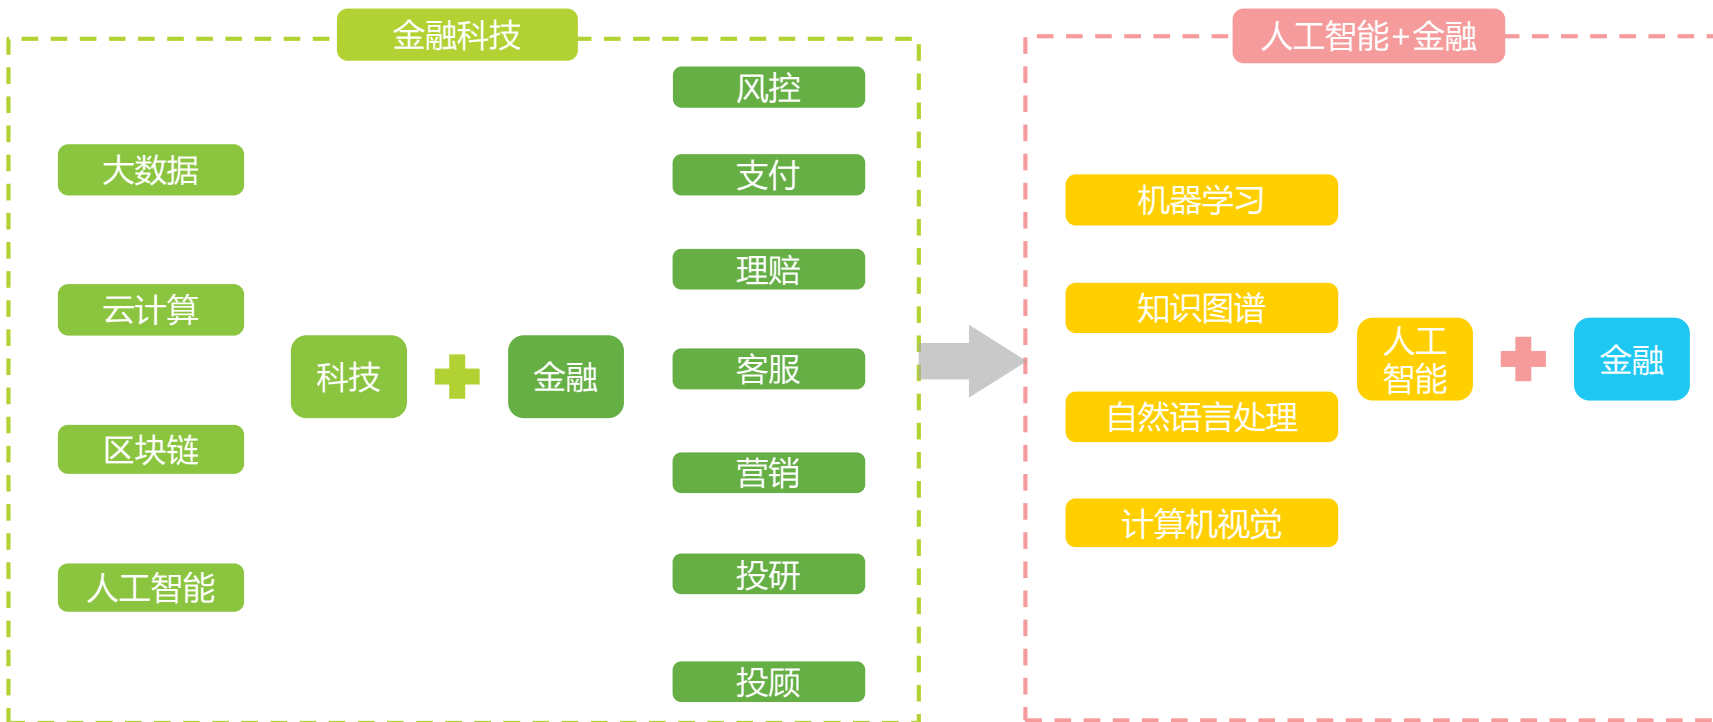 金融科技
大数据
云计算
区块链
人工智能
科技
金融
风控
支付
理赔
客服
营销
投研
投顾
人工智能+金融
机器学习
知识图谱
自然语言处理
计算机视觉
人工
智能
金融